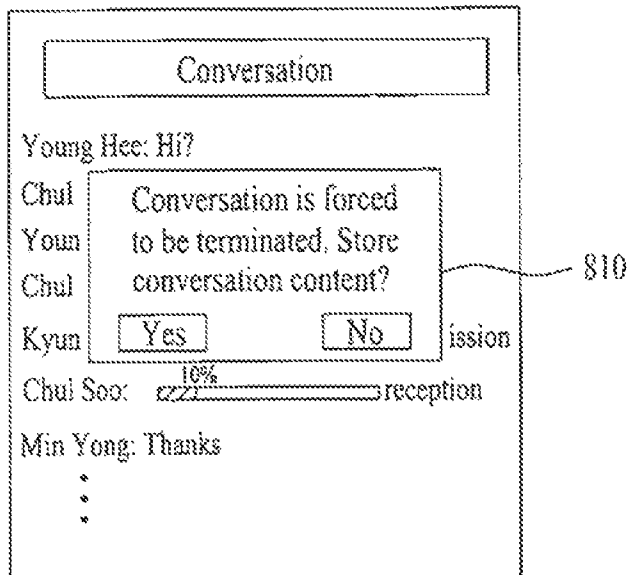 Conversation
Young Hee: Hi?
Chul
Youn
Chul
Kyun
Conversation is forced
to be terminated. Store
conversation content?
Yes No
ission
810
10%
Chul Soo: reception
Min Yong: Thanks